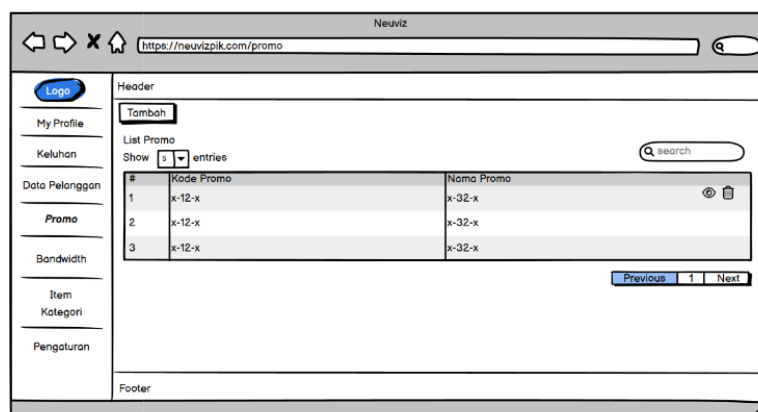 Neuviz
https://neuvizpik.com/promo
Logo
My Profile
Keluhan
Data Pelanggan
Promo
Bandwidth
Item
Kategori
Pengaturan
Header
Tambah
List Promo
Show 5 entries
search
# Kode Promo Nama Promo
1 x-12-x x-32-x
2 x-12-x x-32-x
3 x-12-x x-32-x
Previous 1 Next
Footer